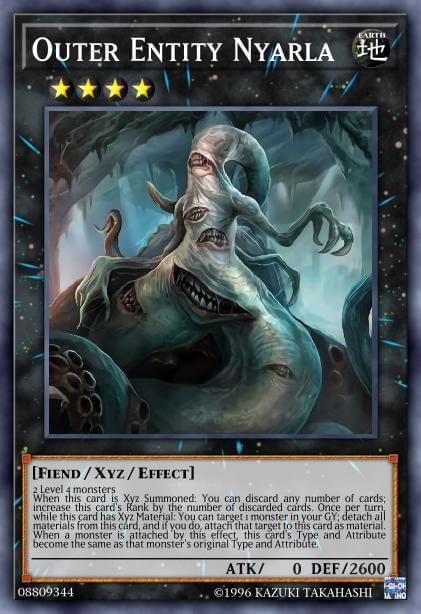 OUTER ENTITY NYARLA
EARTH
地
[FIEND / XYZ / EFFECT]
2 Level 4 monsters
When this card is Xyz Summoned: You can discard any number of cards;
increase this card's Rank by the number of discarded cards. Once per turn,
while this card has Xyz Material: You can target 1 monster in your GY; detach all
materials from this card, and if you do, attach that target to this card as material.
When a monster is attached by this effect, this card's Type and Attribute
become the same as that monster's original Type and Attribute.
ATK/ 0 DEF/2600
08809344
©1996 KAZUKI TAKAHASHI